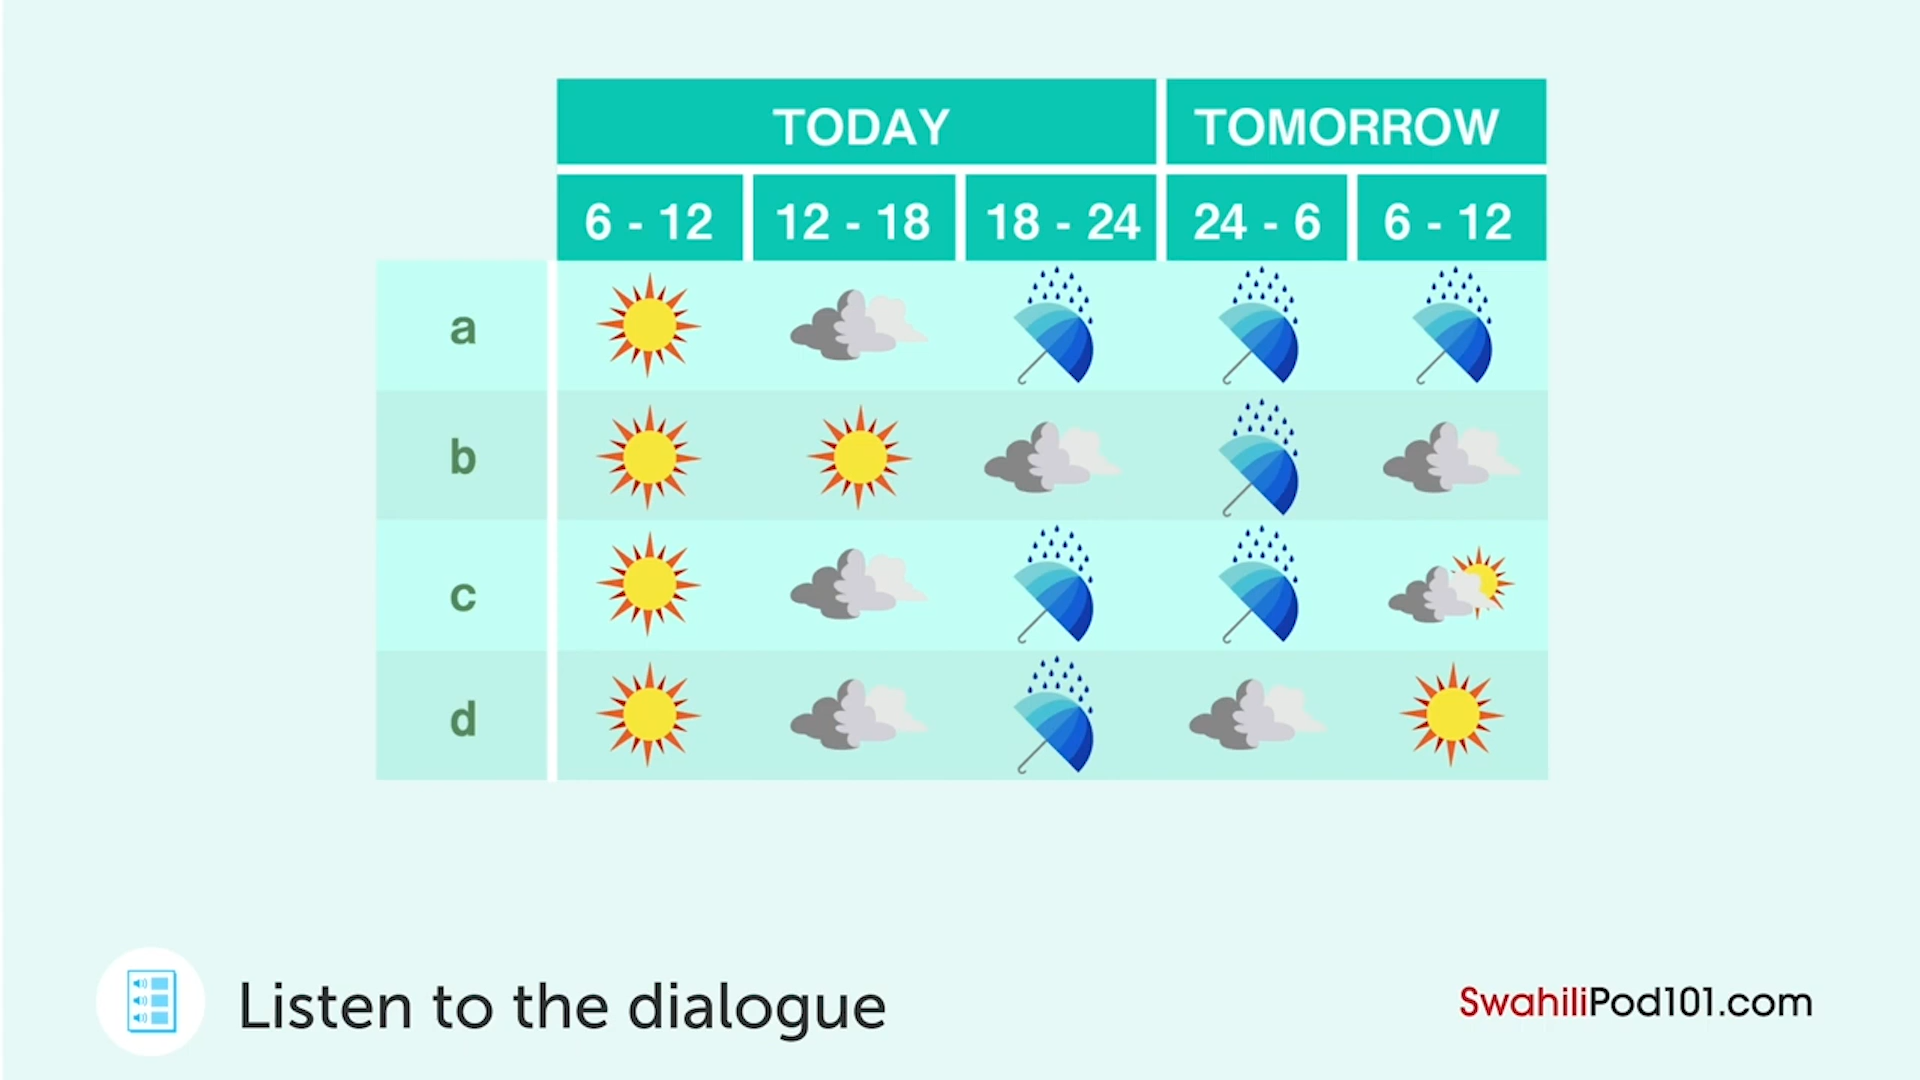 TODAY TOMORROW
6 - 12 12 - 18 18 - 24 24 - 6 6 - 12
a
b
c
d
Listen to the dialogue
SwahiliPod101.com